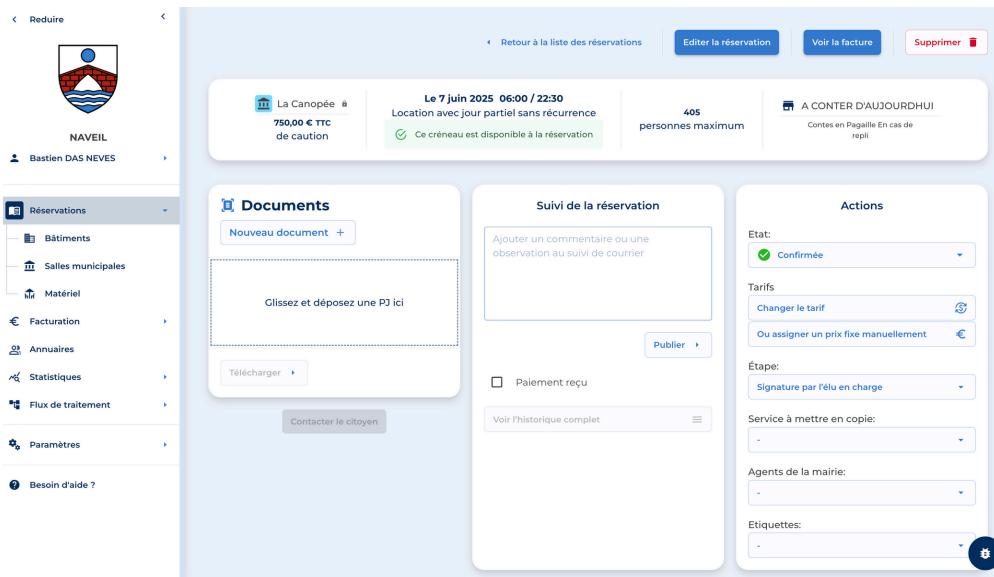 Reduire
NAVEIL
Bastien DAS NEVES
Réservations
Bâtiments
Salles municipales
Matériel
Facturation
Annuaires
Statistiques
Flux de traitement
Paramètres
Besoin d'aide ?
Retour à la liste des réservations
Editer la réservation
Voir la facture
Supprimer
La Canopée
750,00 € TTC
de caution
Le 7 juin 2025 06:00 / 22:30
Location avec jour partiel sans récurrence
Ce créneau est disponible à la réservation
405
personnes maximum
A CONTER D'AUJOURDHUI
Contes en Pagaille En cas de
repli
Documents
Nouveau document +
Glissez et déposez une PJ ici
Télécharger
Contacter le citoyen
Suivi de la réservation
Ajouter un commentaire ou une
observation au suivi de courrier
Publier
Paiement reçu
Voir l'historique complet
Actions
Etat:
Confirmée
Tarifs
Changer le tarif
Ou assigner un prix fixe manuellement €
Étape:
Signature par l'élu en charge
Service à mettre en copie:
-
Agents de la mairie:
-
Etiquettes:
-